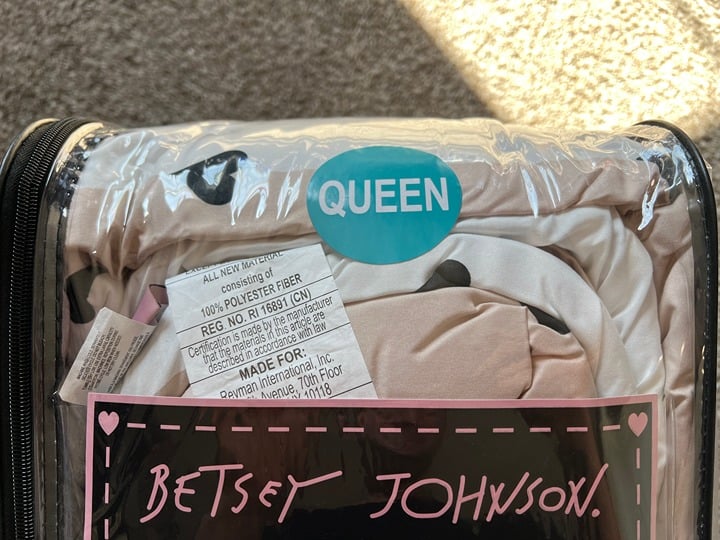 QUEEN
ALL NEW MATERIAL
consisting of
100% POLYESTER FIBER
REG. NO. RI 16891 (CN)
Certification is made by the manufacturer
that the materials in this article are
described in accordance with law
MADE FOR:
Revman International, Inc.
Avenue, 70th Floor
10118
BETSEY JOHNSON.